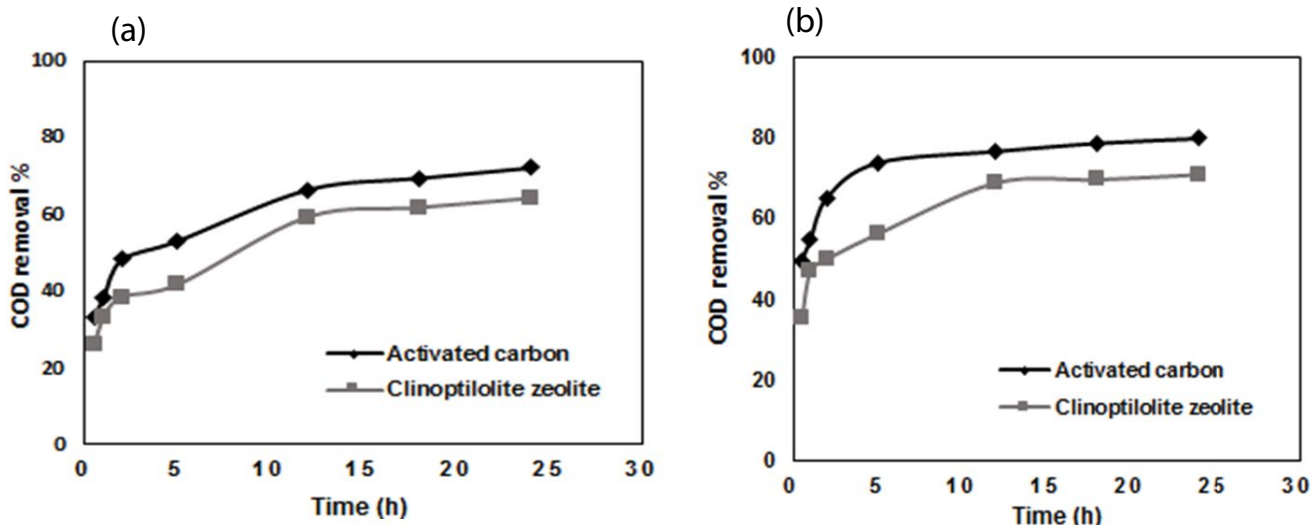 (a)
100
80
60
40
20
0
COD removal %
Activated carbon
Clinoptilolite zeolite
0 5 10 15 20 25 30
Time (h)
(b)
100
80
60
40
20
0
COD removal %
Activated carbon
Clinoptilolite zeolite
0 5 10 15 20 25 30
Time (h)